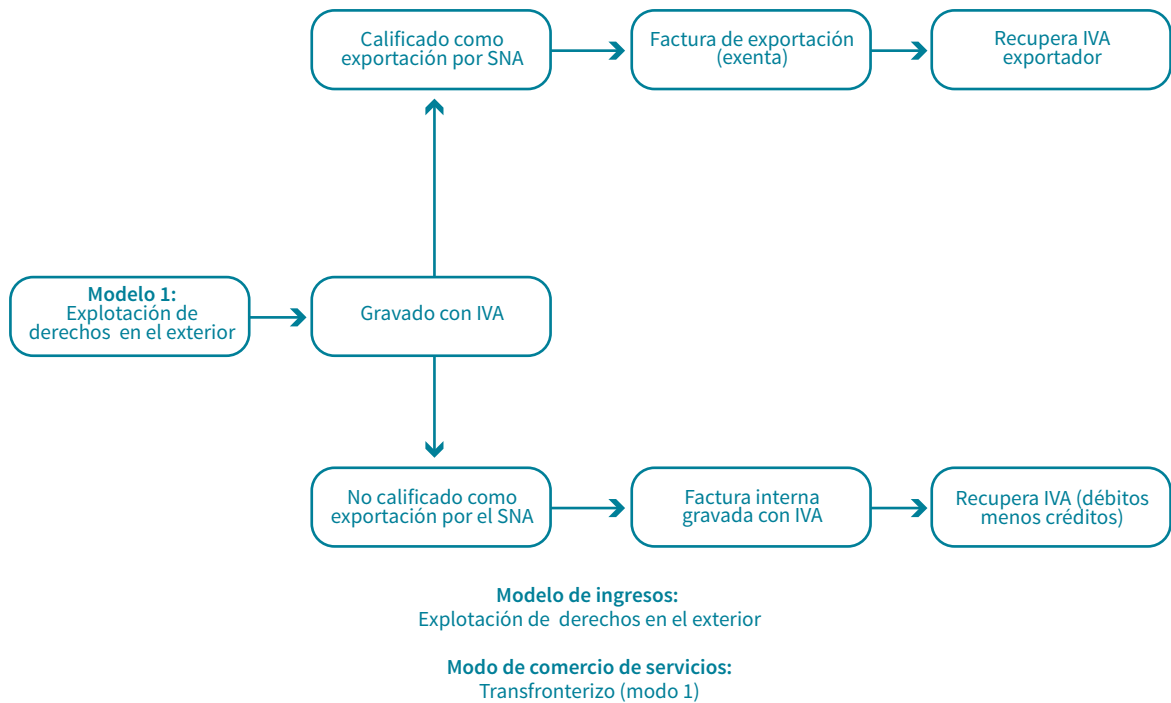 Calificado como
exportación por SNA
Factura de exportación
(exenta)
Recupera IVA
exportador
Modelo 1:
Explotación de
derechos en el exterior
Gravado con IVA
No calificado como
exportación por el SNA
Factura interna
gravada con IVA
Recupera IVA (débitos
menos créditos)
Modelo de ingresos:
Explotación de derechos en el exterior
Modo de comercio de servicios:
Transfronterizo (modo 1)